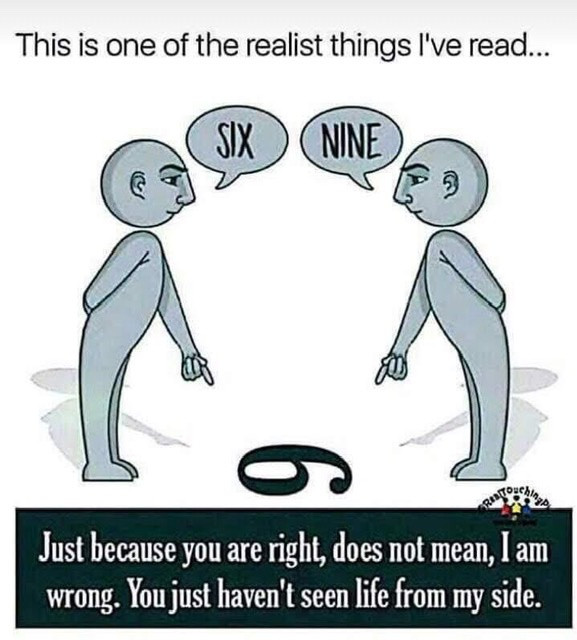 This is one of the realist things I've read...
SIX
NINE
6
Just because you are right, does not mean, I am
wrong. You just haven't seen life from my side.